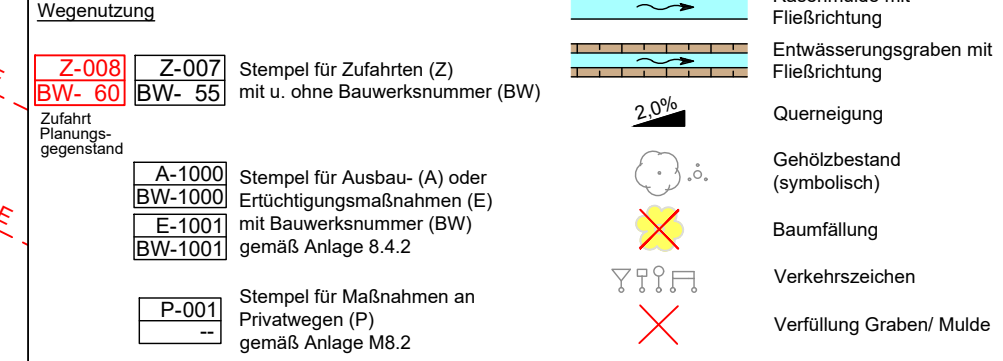 Wegenutzung
Z-008
BW- 60
Z-007
BW- 55
Stempel für Zufahrten (Z)
mit u. ohne Bauwerksnummer (BW)
Zufahrt
Planungs-
gegenstand
A-1000
BW-1000
E-1001
BW-1001
Stempel für Ausbau- (A) oder
Ertüchtigungsmaßnahmen (E)
mit Bauwerksnummer (BW)
gemäß Anlage 8.4.2
P-001
--
Stempel für Maßnahmen an
Privatwegen (P)
gemäß Anlage M8.2
Rasenmulde mit
Fließrichtung
Entwässerungsgraben mit
Fließrichtung
2,0%
Querneigung
Gehölzbestand
(symbolisch)
Baumfällung
Verkehrszeichen
Verfüllung Graben/ Mulde